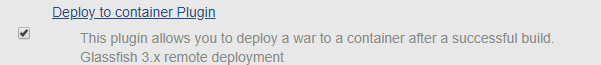 Deploy to container Plugin
This plugin allows you to deploy a war to a container after a successful build.
Glassfish 3.x remote deployment